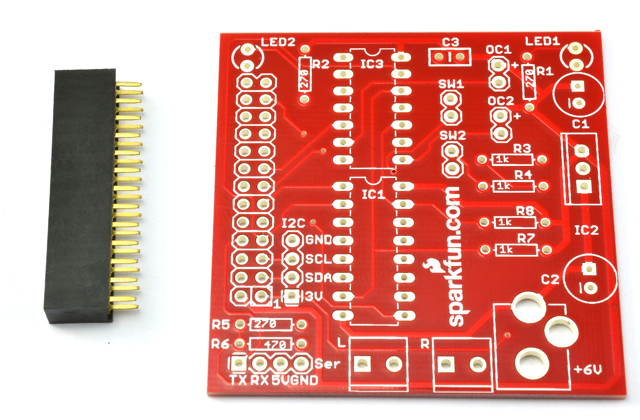 LED2
C3
OC1
LED1
R2
270
IC3
+
R1
270
SW1
OC2
+
C1
SW2
R3
1k
R4
1k
IC1
I2C
R8
1k
GND
R7
1k
IC2
SCL
SDA
C2
1
3V
sparkfun.com
R5
270
R6
470
L
R
Ser
+6V
TX RX 5V GND